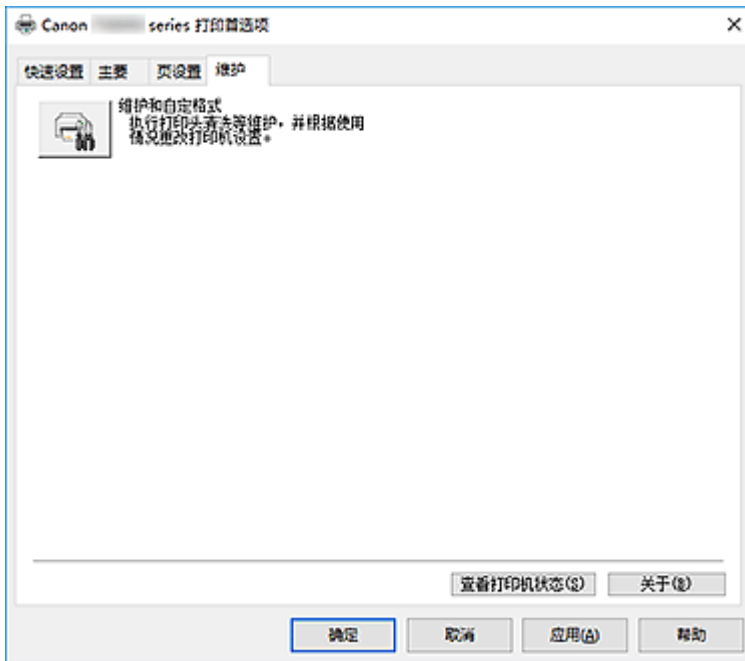 Canon series 打印首选项
快速设置 主要 页设置 维护
维护和自定格式
执行打印头清洗等维护，并根据使用
情况更改打印机设置。
查看打印机状态(S) 关于(B)
确定 取消 应用(A) 帮助